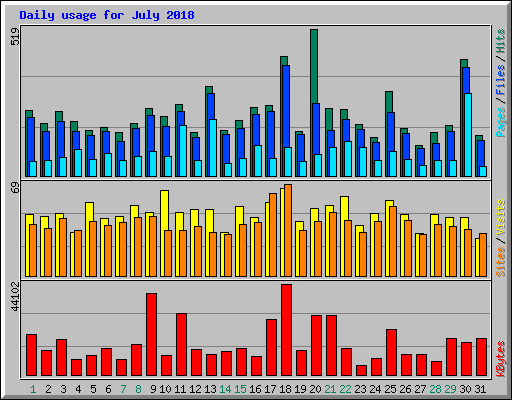 Daily usage for July 2018
519
Pages / Files / Hits
69
Sites / Visits
44102
KBytes
1 2 3 4 5 6 7 8 9 10 11 12 13 14 15 16 17 18 19 20 21 22 23 24 25 26 27 28 29 30 31